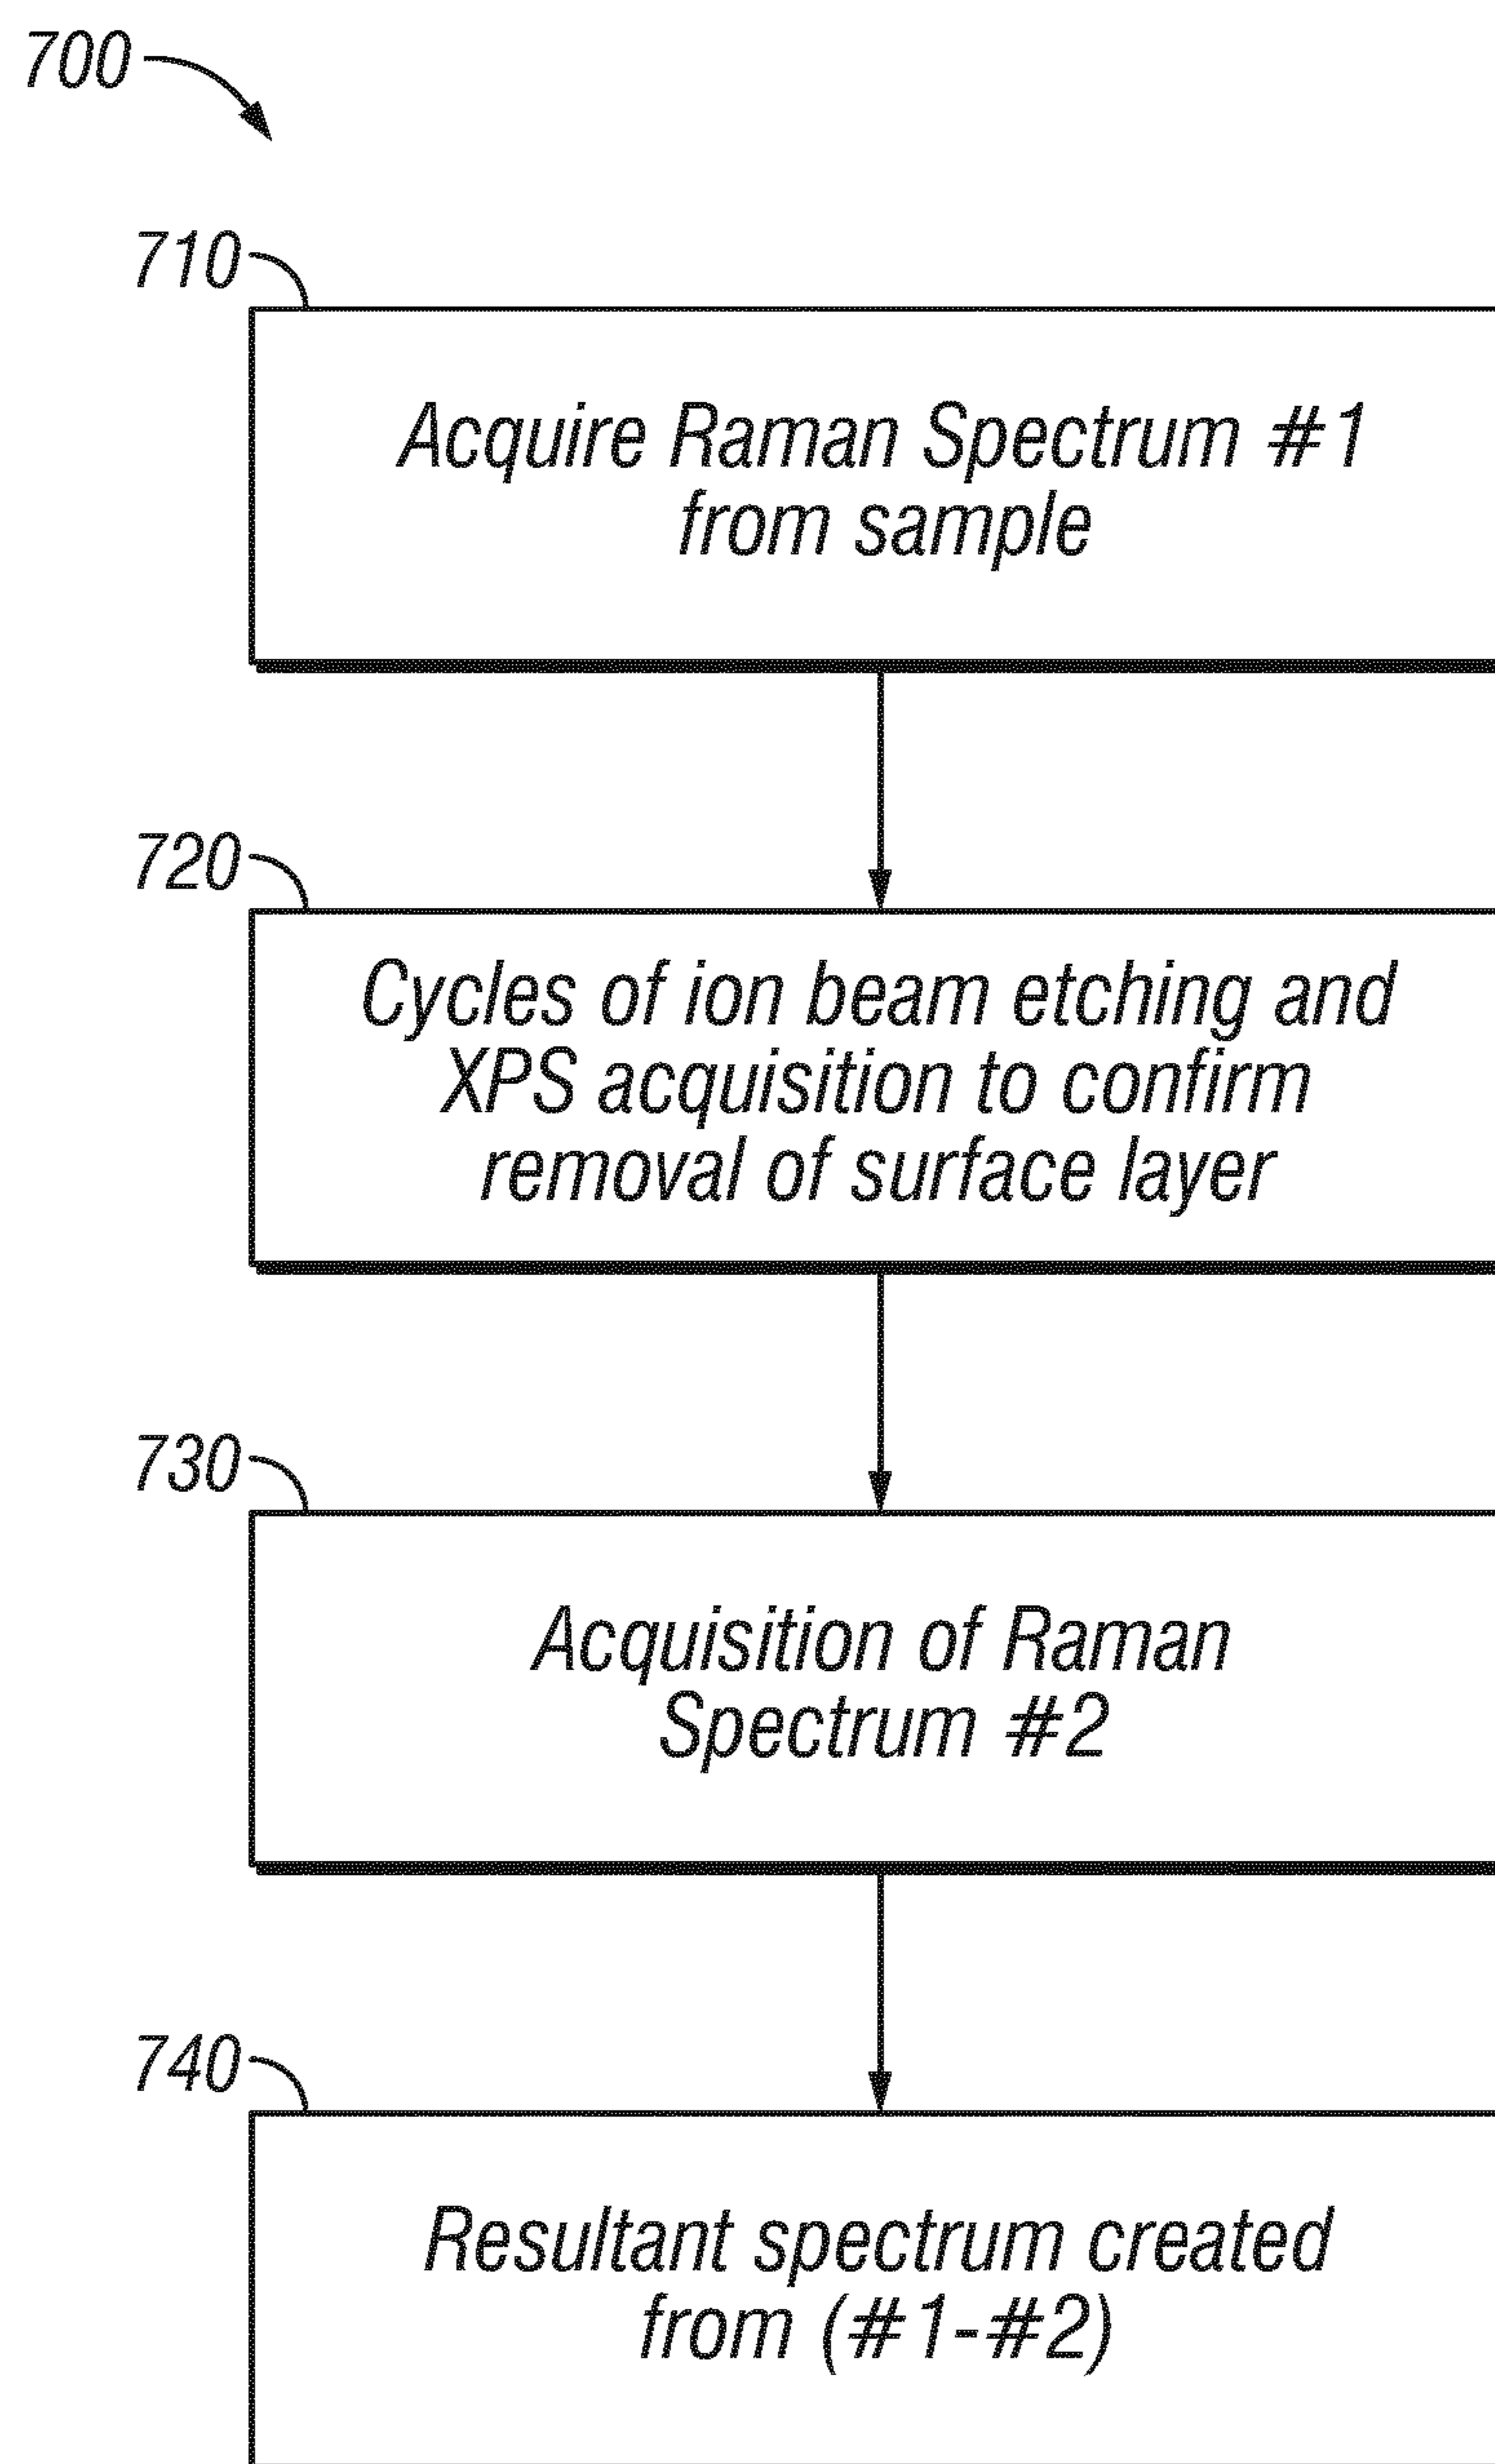 700
710
Acquire Raman Spectrum #1
from sample
720
Cycles of ion beam etching and
XPS acquisition to confirm
removal of surface layer
730
Acquisition of Raman
Spectrum #2
740
Resultant spectrum created
from (#1-#2)